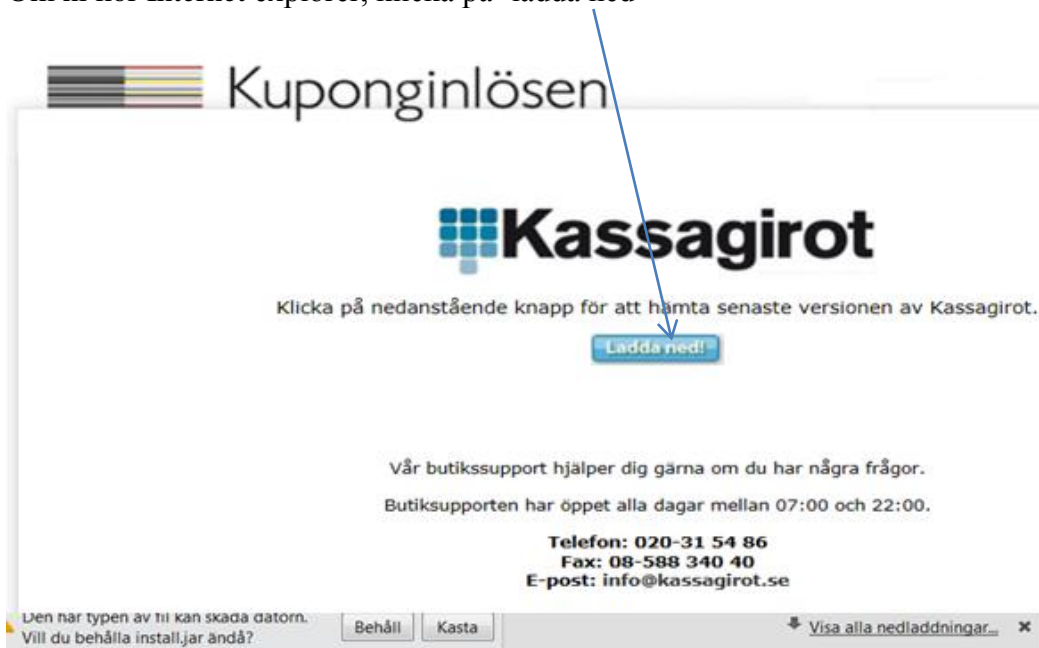 ladda ned
Kuponginlösen
Kassagirot
Klicka på nedanstående knapp för att hämta senaste versionen av Kassagirot.
Ladda ned!
Vår butikssupport hjälper dig gärna om du har några frågor.
Butiksupporten har öppet alla dagar mellan 07:00 och 22:00.
Telefon: 020-31 54 86
Fax: 08-588 340 40
E-post: info@kassagirot.se
Den här typen av fil kan skada datorn.
Vill du behålla install.jar ändå?
Behåll
Kasta
Visa alla nedladdningar...